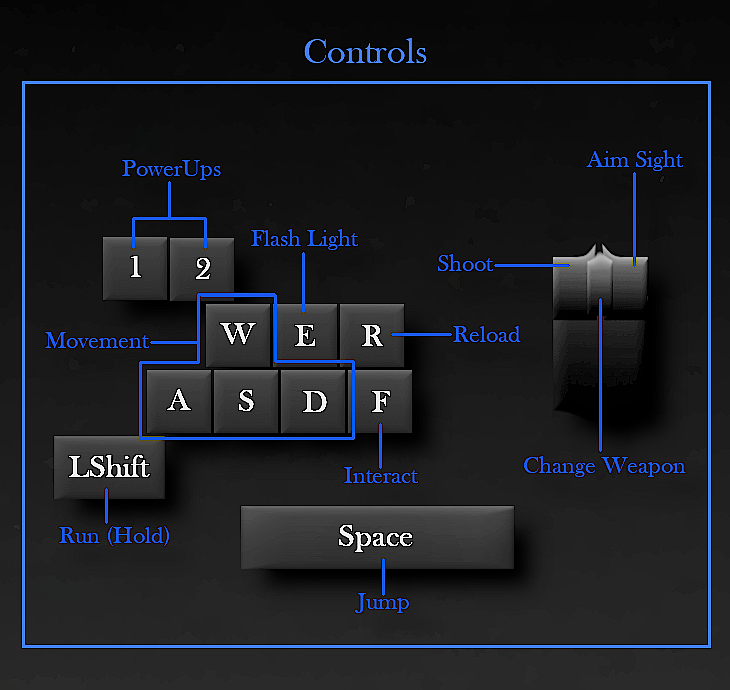 Controls
Aim Sight
PowerUps
Flash Light
1
2
Shoot
W
E
R
Movement
Reload
A
S
D
F
LShift
Interact
Change Weapon
Run (Hold)
Space
Jump